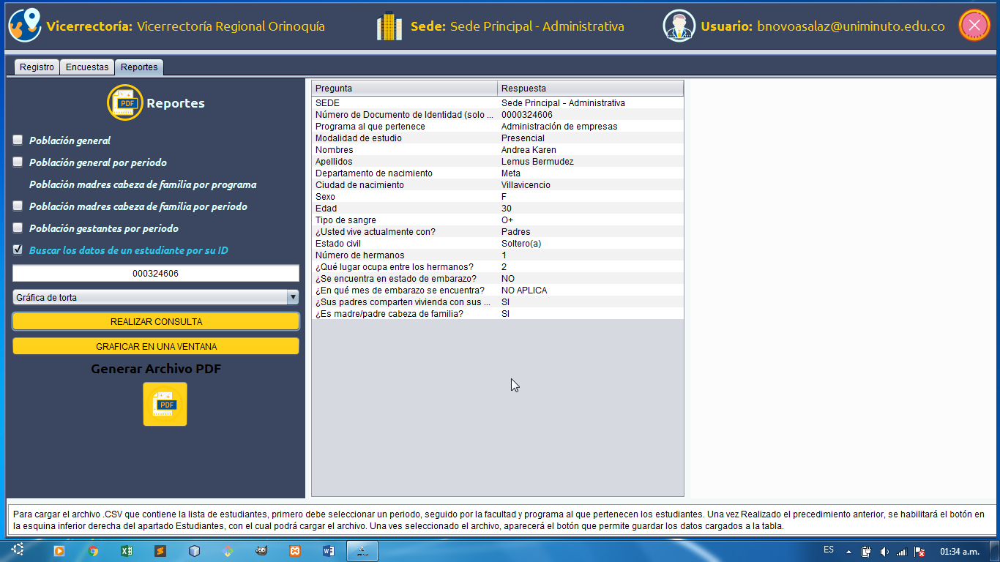 Vicerrectoría: Vicerrectoría Regional Orinoquía
Sede: Sede Principal - Administrativa
Usuario: bnovoasalaz@uniminuto.edu.co
Registro
Encuestas
Reportes
PDF
Reportes
Población general
Población general por periodo
Población madres cabeza de familia por programa
Población madres cabeza de familia por periodo
Población gestantes por periodo
Buscar los datos de un estudiante por su ID
000324606
Gráfica de torta
REALIZAR CONSULTA
GRAFICAR EN UNA VENTANA
Generar Archivo PDF
PDF
Pregunta Respuesta
SEDE Sede Principal - Administrativa
Número de Documento de Identidad (solo ... 0000324606
Programa al que pertenece Administración de empresas
Modalidad de estudio Presencial
Nombres Andrea Karen
Apellidos Lemus Bermudez
Departamento de nacimiento Meta
Ciudad de nacimiento Villavicencio
Sexo F
Edad 30
Tipo de sangre O+
¿Usted vive actualmente con? Padres
Estado civil Soltero(a)
Número de hermanos 1
¿Qué lugar ocupa entre los hermanos? 2
¿Se encuentra en estado de embarazo? NO
¿En qué mes de embarazo se encuentra? NO APLICA
¿Sus padres comparten vivienda con sus ... SI
¿Es madre/padre cabeza de familia? SI
Para cargar el archivo .CSV que contiene la lista de estudiantes, primero debe seleccionar un periodo, seguido por la facultad y programa al que pertenecen los estudiantes. Una vez Realizado el precedimiento anterior, se habilitará el botón en
la esquina inferior derecha del apartado Estudiantes, con el cual podrá cargar el archivo. Una ves seleccionado el archivo, aparecerá el botón que permite guardar los datos cargados a la tabla.
ES
01:34 a.m.